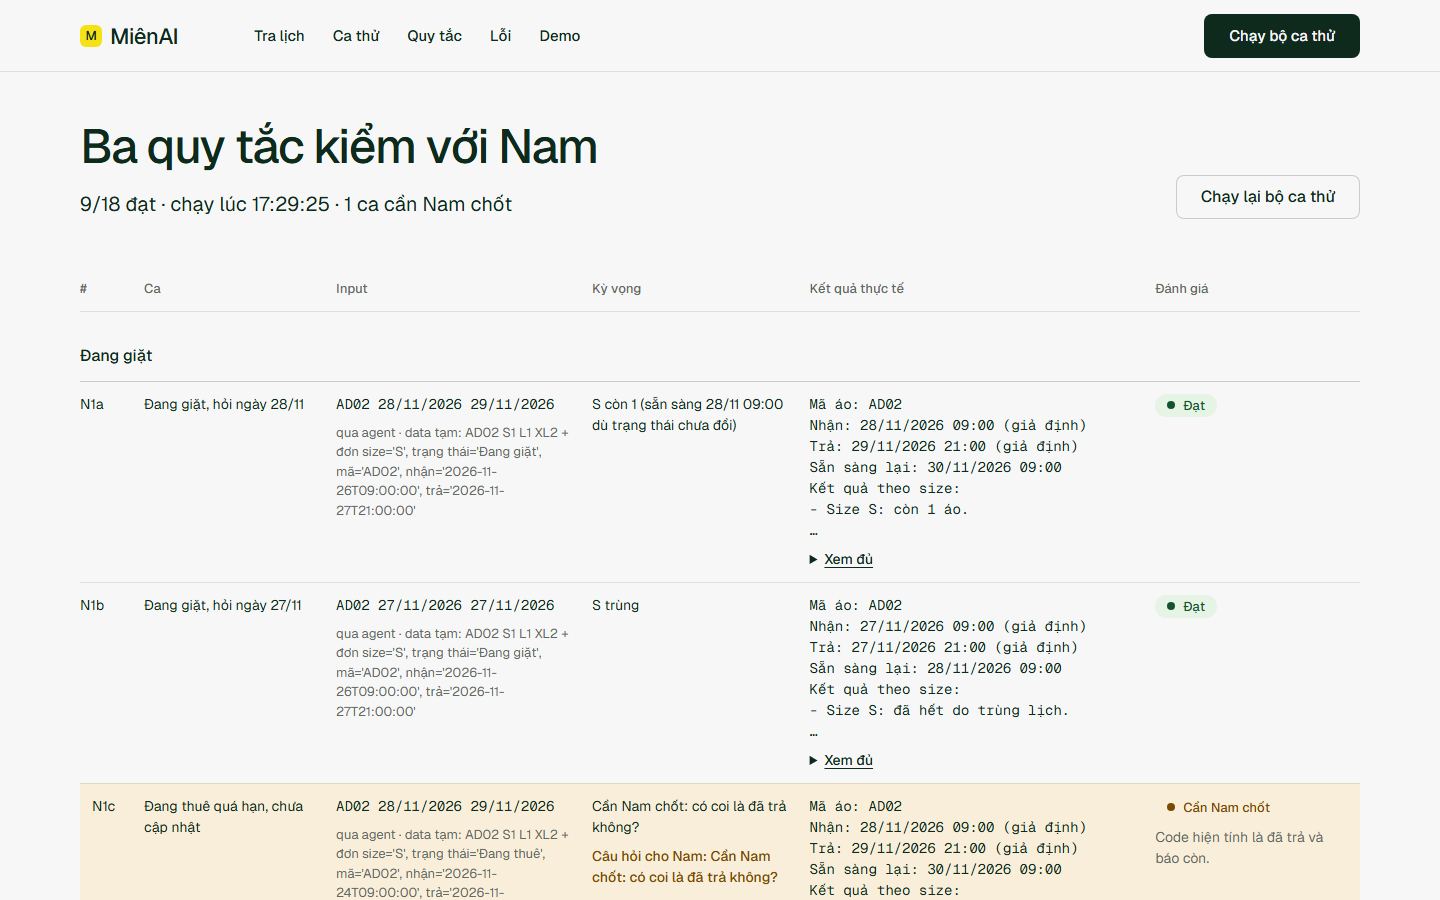 M MiênAI
Tra lịch Ca thử Quy tắc Lỗi Demo
Chạy bộ ca thử
Ba quy tắc kiểm với Nam
9/18 đạt · chạy lúc 17:29:25 · 1 ca cần Nam chốt
Chạy lại bộ ca thử
# Ca Input Kỳ vọng Kết quả thực tế Đánh giá
Đang giặt
N1a
Đang giặt, hỏi ngày 28/11
AD02 28/11/2026 29/11/2026
qua agent · data tạm: AD02 S1 L1 XL2 +
đơn size='S', trạng thái='Đang giặt',
mã='AD02', nhận='2026-11-
26T09:00:00', trả='2026-11-
27T21:00:00'
S còn 1 (sẵn sàng 28/11 09:00
dù trạng thái chưa đổi)
Mã áo: AD02
Nhận: 28/11/2026 09:00 (giả định)
Trả: 29/11/2026 21:00 (giả định)
Sẵn sàng lại: 30/11/2026 09:00
Kết quả theo size:
- Size S: còn 1 áo.
…
▶ Xem đủ
Đạt
N1b
Đang giặt, hỏi ngày 27/11
AD02 27/11/2026 27/11/2026
qua agent · data tạm: AD02 S1 L1 XL2 +
đơn size='S', trạng thái='Đang giặt',
mã='AD02', nhận='2026-11-
26T09:00:00', trả='2026-11-
27T21:00:00'
S trùng
Mã áo: AD02
Nhận: 27/11/2026 09:00 (giả định)
Trả: 27/11/2026 21:00 (giả định)
Sẵn sàng lại: 28/11/2026 09:00
Kết quả theo size:
- Size S: đã hết do trùng lịch.
…
▶ Xem đủ
Đạt
N1c
Đang thuê quá hạn, chưa
cập nhật
AD02 28/11/2026 29/11/2026
qua agent · data tạm: AD02 S1 L1 XL2 +
đơn size='S', trạng thái='Đang thuê',
mã='AD02', nhận='2026-11-
24T09:00:00', trả='2026-11-
Cần Nam chốt: có coi là đã trả
không?
Câu hỏi cho Nam: Cần Nam
chốt: có coi là đã trả không?
Mã áo: AD02
Nhận: 28/11/2026 09:00 (giả định)
Trả: 29/11/2026 21:00 (giả định)
Sẵn sàng lại: 30/11/2026 09:00
Kết quả theo size:
Cần Nam chốt
Code hiện tính là đã trả và
báo còn.